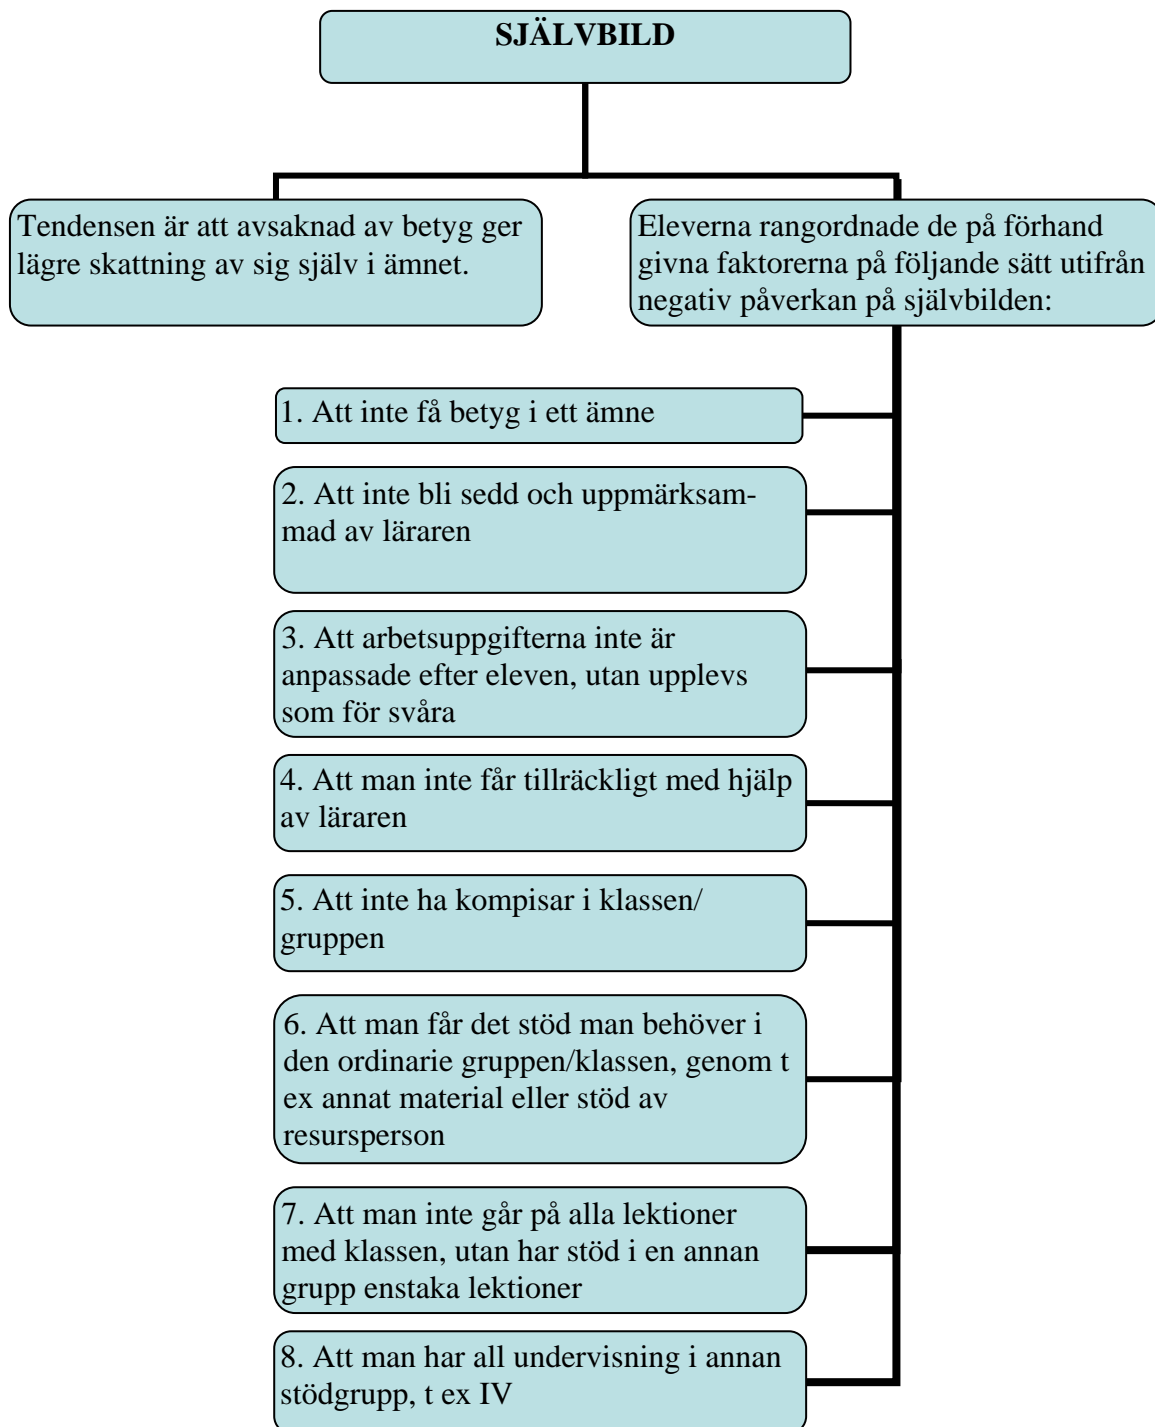 SJÄLVBILD
Tendensen är att avsaknad av betyg ger
lägre skattning av sig själv i ämnet.
Eleverna rangordnade de på förhand
givna faktorerna på följande sätt utifrån
negativ påverkan på självbilden:
1. Att inte få betyg i ett ämne
2. Att inte bli sedd och uppmärksam-
mad av läraren
3. Att arbetsuppgifterna inte är
anpassade efter eleven, utan upplevs
som för svåra
4. Att man inte får tillräckligt med hjälp
av läraren
5. Att inte ha kompisar i klassen/
gruppen
6. Att man får det stöd man behöver i
den ordinarie gruppen/klassen, genom t
ex annat material eller stöd av
resursperson
7. Att man inte går på alla lektioner
med klassen, utan har stöd i en annan
grupp enstaka lektioner
8. Att man har all undervisning i annan
stödgrupp, t ex IV